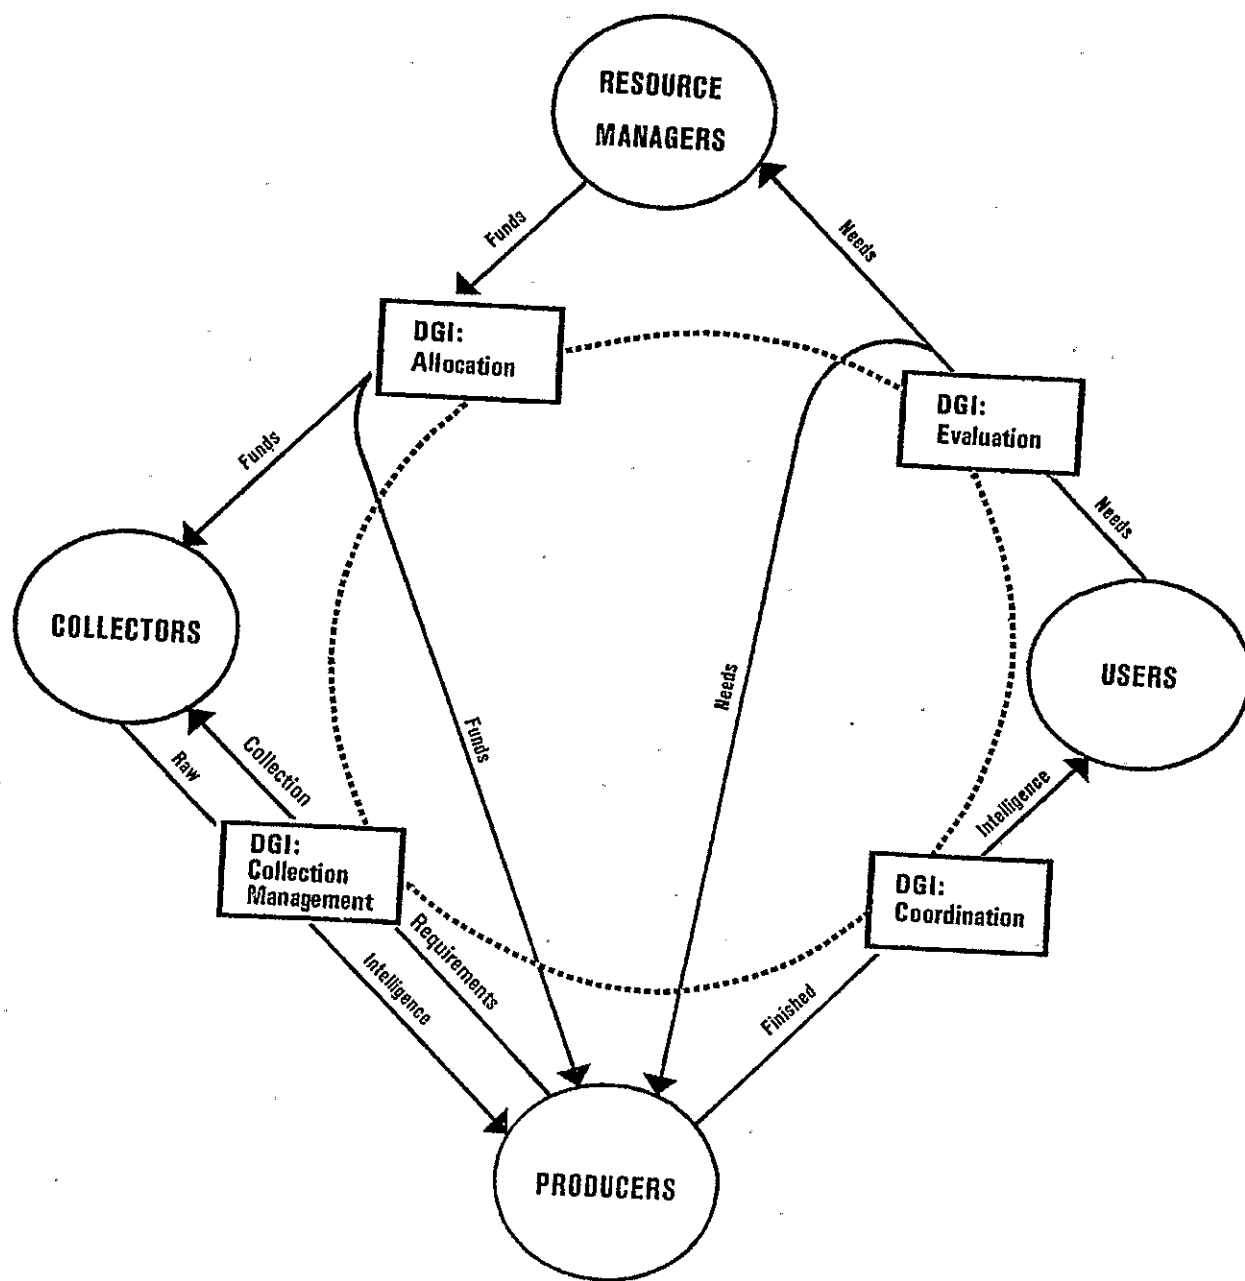 RESOURCE
MANAGERS
Funds
Needs
DGI:
Allocation
DGI:
Evaluation
Funds
Needs
COLLECTORS
USERS
Needs
Funds
Raw
Collection
Intelligence
DGI:
Collection
Management
DGI:
Coordination
Requirements
Intelligence
Finished
PRODUCERS